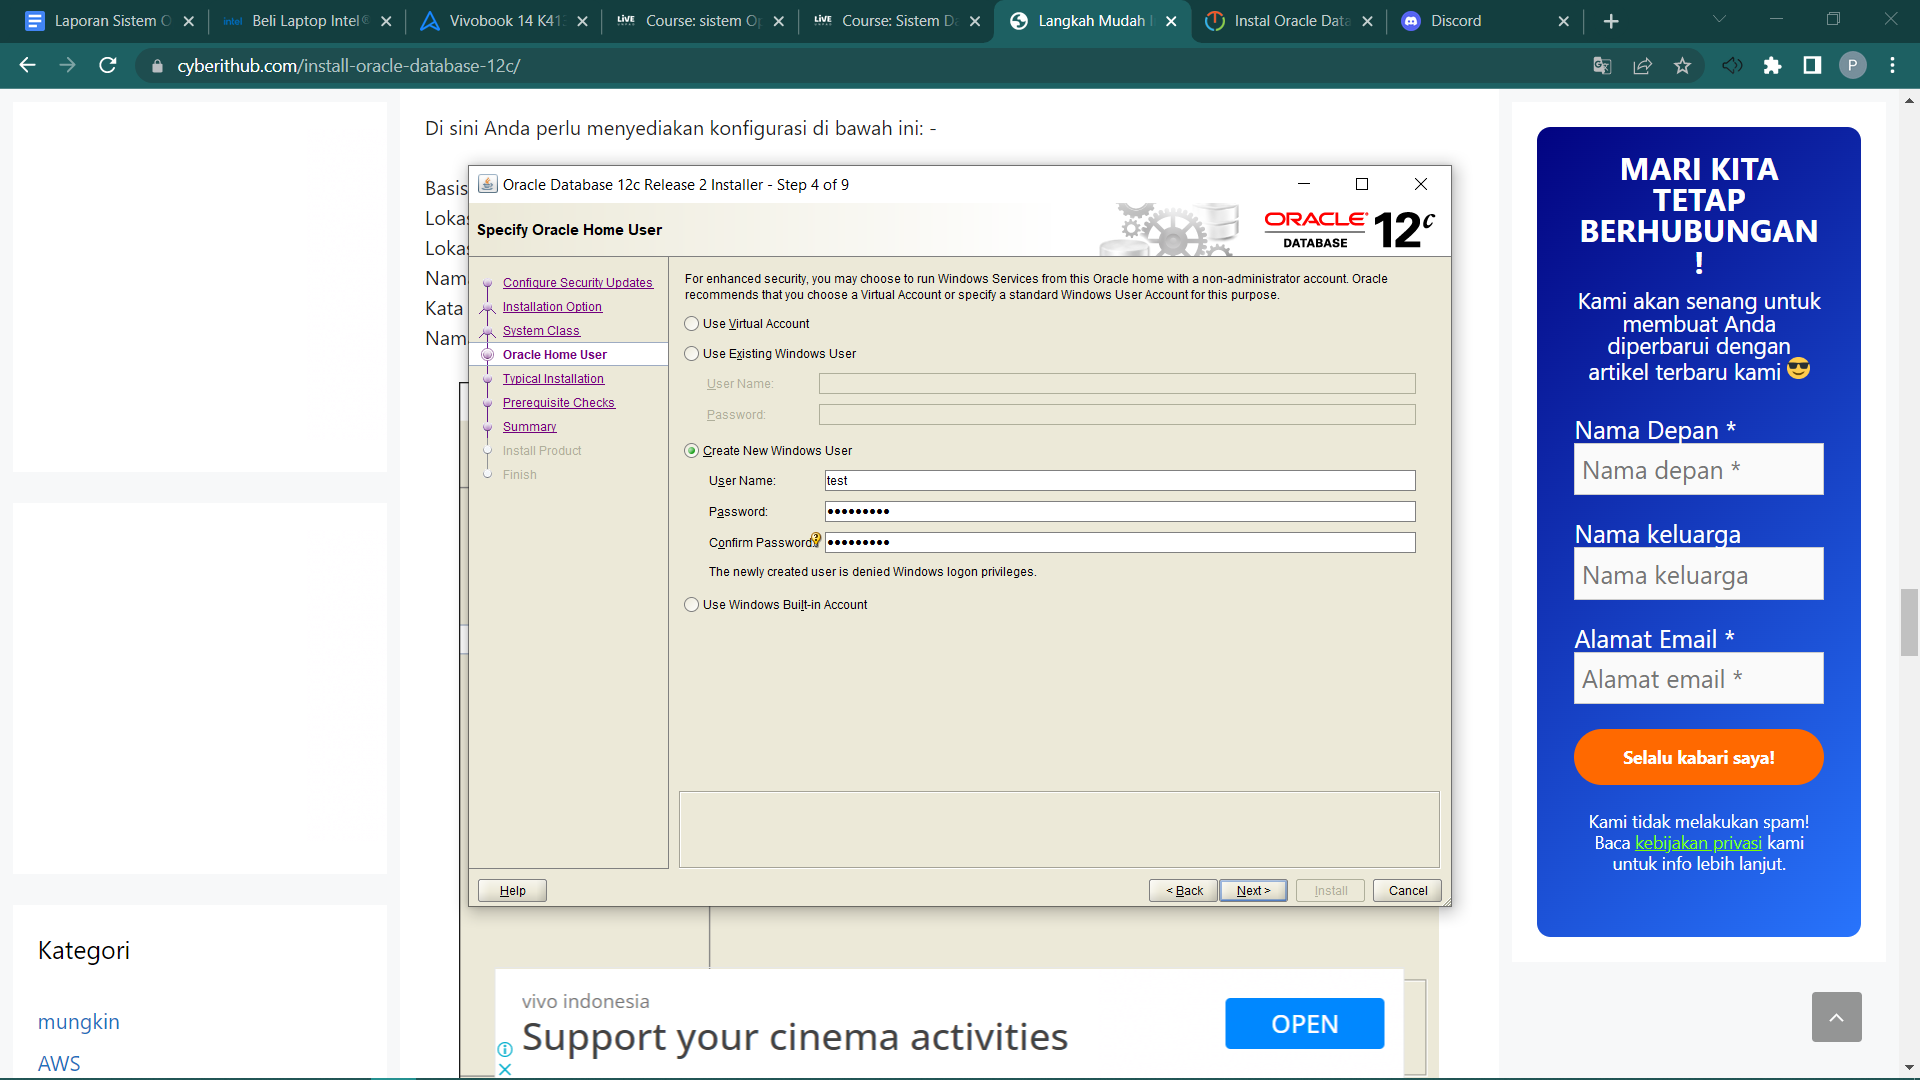 Laporan Sistem O
intel Beli Laptop Intel®
Vivobook 14 K413
LIVE Course: sistem Op
LIVE Course: Sistem Da
Langkah Mudah I
Instal Oracle Data
Discord
cyberithub.com/install-oracle-database-12c/
P
Di sini Anda perlu menyediakan konfigurasi di bawah ini: -
Basis
Lokas
Lokas
Nam
Kata
Nam
Oracle Database 12c Release 2 Installer - Step 4 of 9
Specify Oracle Home User
ORACLE®
DATABASE
12c
Configure Security Updates
Installation Option
System Class
Oracle Home User
Typical Installation
Prerequisite Checks
Summary
Install Product
Finish
For enhanced security, you may choose to run Windows Services from this Oracle home with a non-administrator account. Oracle
recommends that you choose a Virtual Account or specify a standard Windows User Account for this purpose.
Use Virtual Account
Use Existing Windows User
User Name:
Password:
Create New Windows User
User Name: test
Password: •••••••••
Confirm Password: •••••••••
The newly created user is denied Windows logon privileges.
Use Windows Built-in Account
Help
< Back
Next >
Install
Cancel
Kategori
mungkin
AWS
vivo indonesia
Support your cinema activities
OPEN
MARI KITA
TETAP
BERHUBUNGAN
!
Kami akan senang untuk
membuat Anda
diperbarui dengan
artikel terbaru kami 😎
Nama Depan *
Nama depan *
Nama keluarga
Nama keluarga
Alamat Email *
Alamat email *
Selalu kabari saya!
Kami tidak melakukan spam!
Baca kebijakan privasi kami
untuk info lebih lanjut.